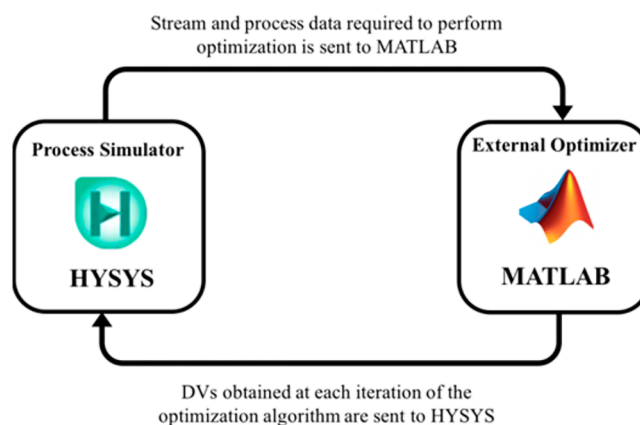 Stream and process data required to perform
optimization is sent to MATLAB
Process Simulator
HYSYS
External Optimizer
MATLAB
DVs obtained at each iteration of the
optimization algorithm are sent to HYSYS